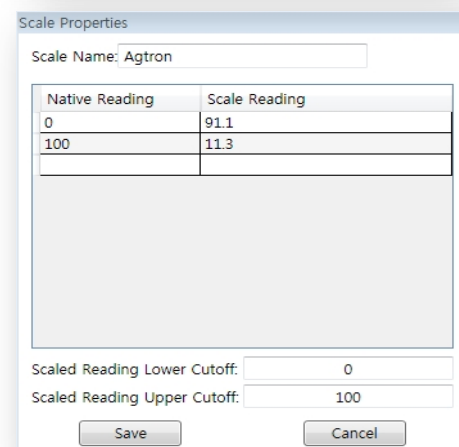 Scale Properties
Scale Name: Agtron
Native Reading Scale Reading
0 91.1
100 11.3
Scaled Reading Lower Cutoff: 0
Scaled Reading Upper Cutoff: 100
Save Cancel